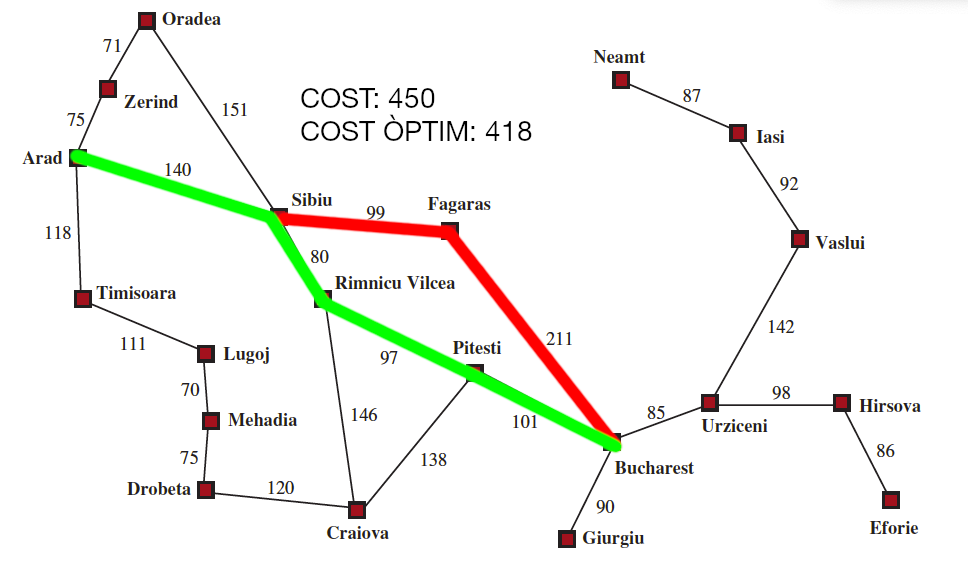 Oradea
71
Neamt
Zerind
87
COST: 450
151
COST ÒPTIM: 418
75
Iasi
Arad
140
92
Sibiu
99
Fagaras
118
Vaslui
80
Rimnicu Vilcea
Timisoara
142
211
111
Lugoj
97
Pitesti
70
98
Hirsova
146
101
85
Mehadia
Urziceni
75
138
86
Bucharest
Drobeta
120
90
Craiova
Giurgiu
Eforie